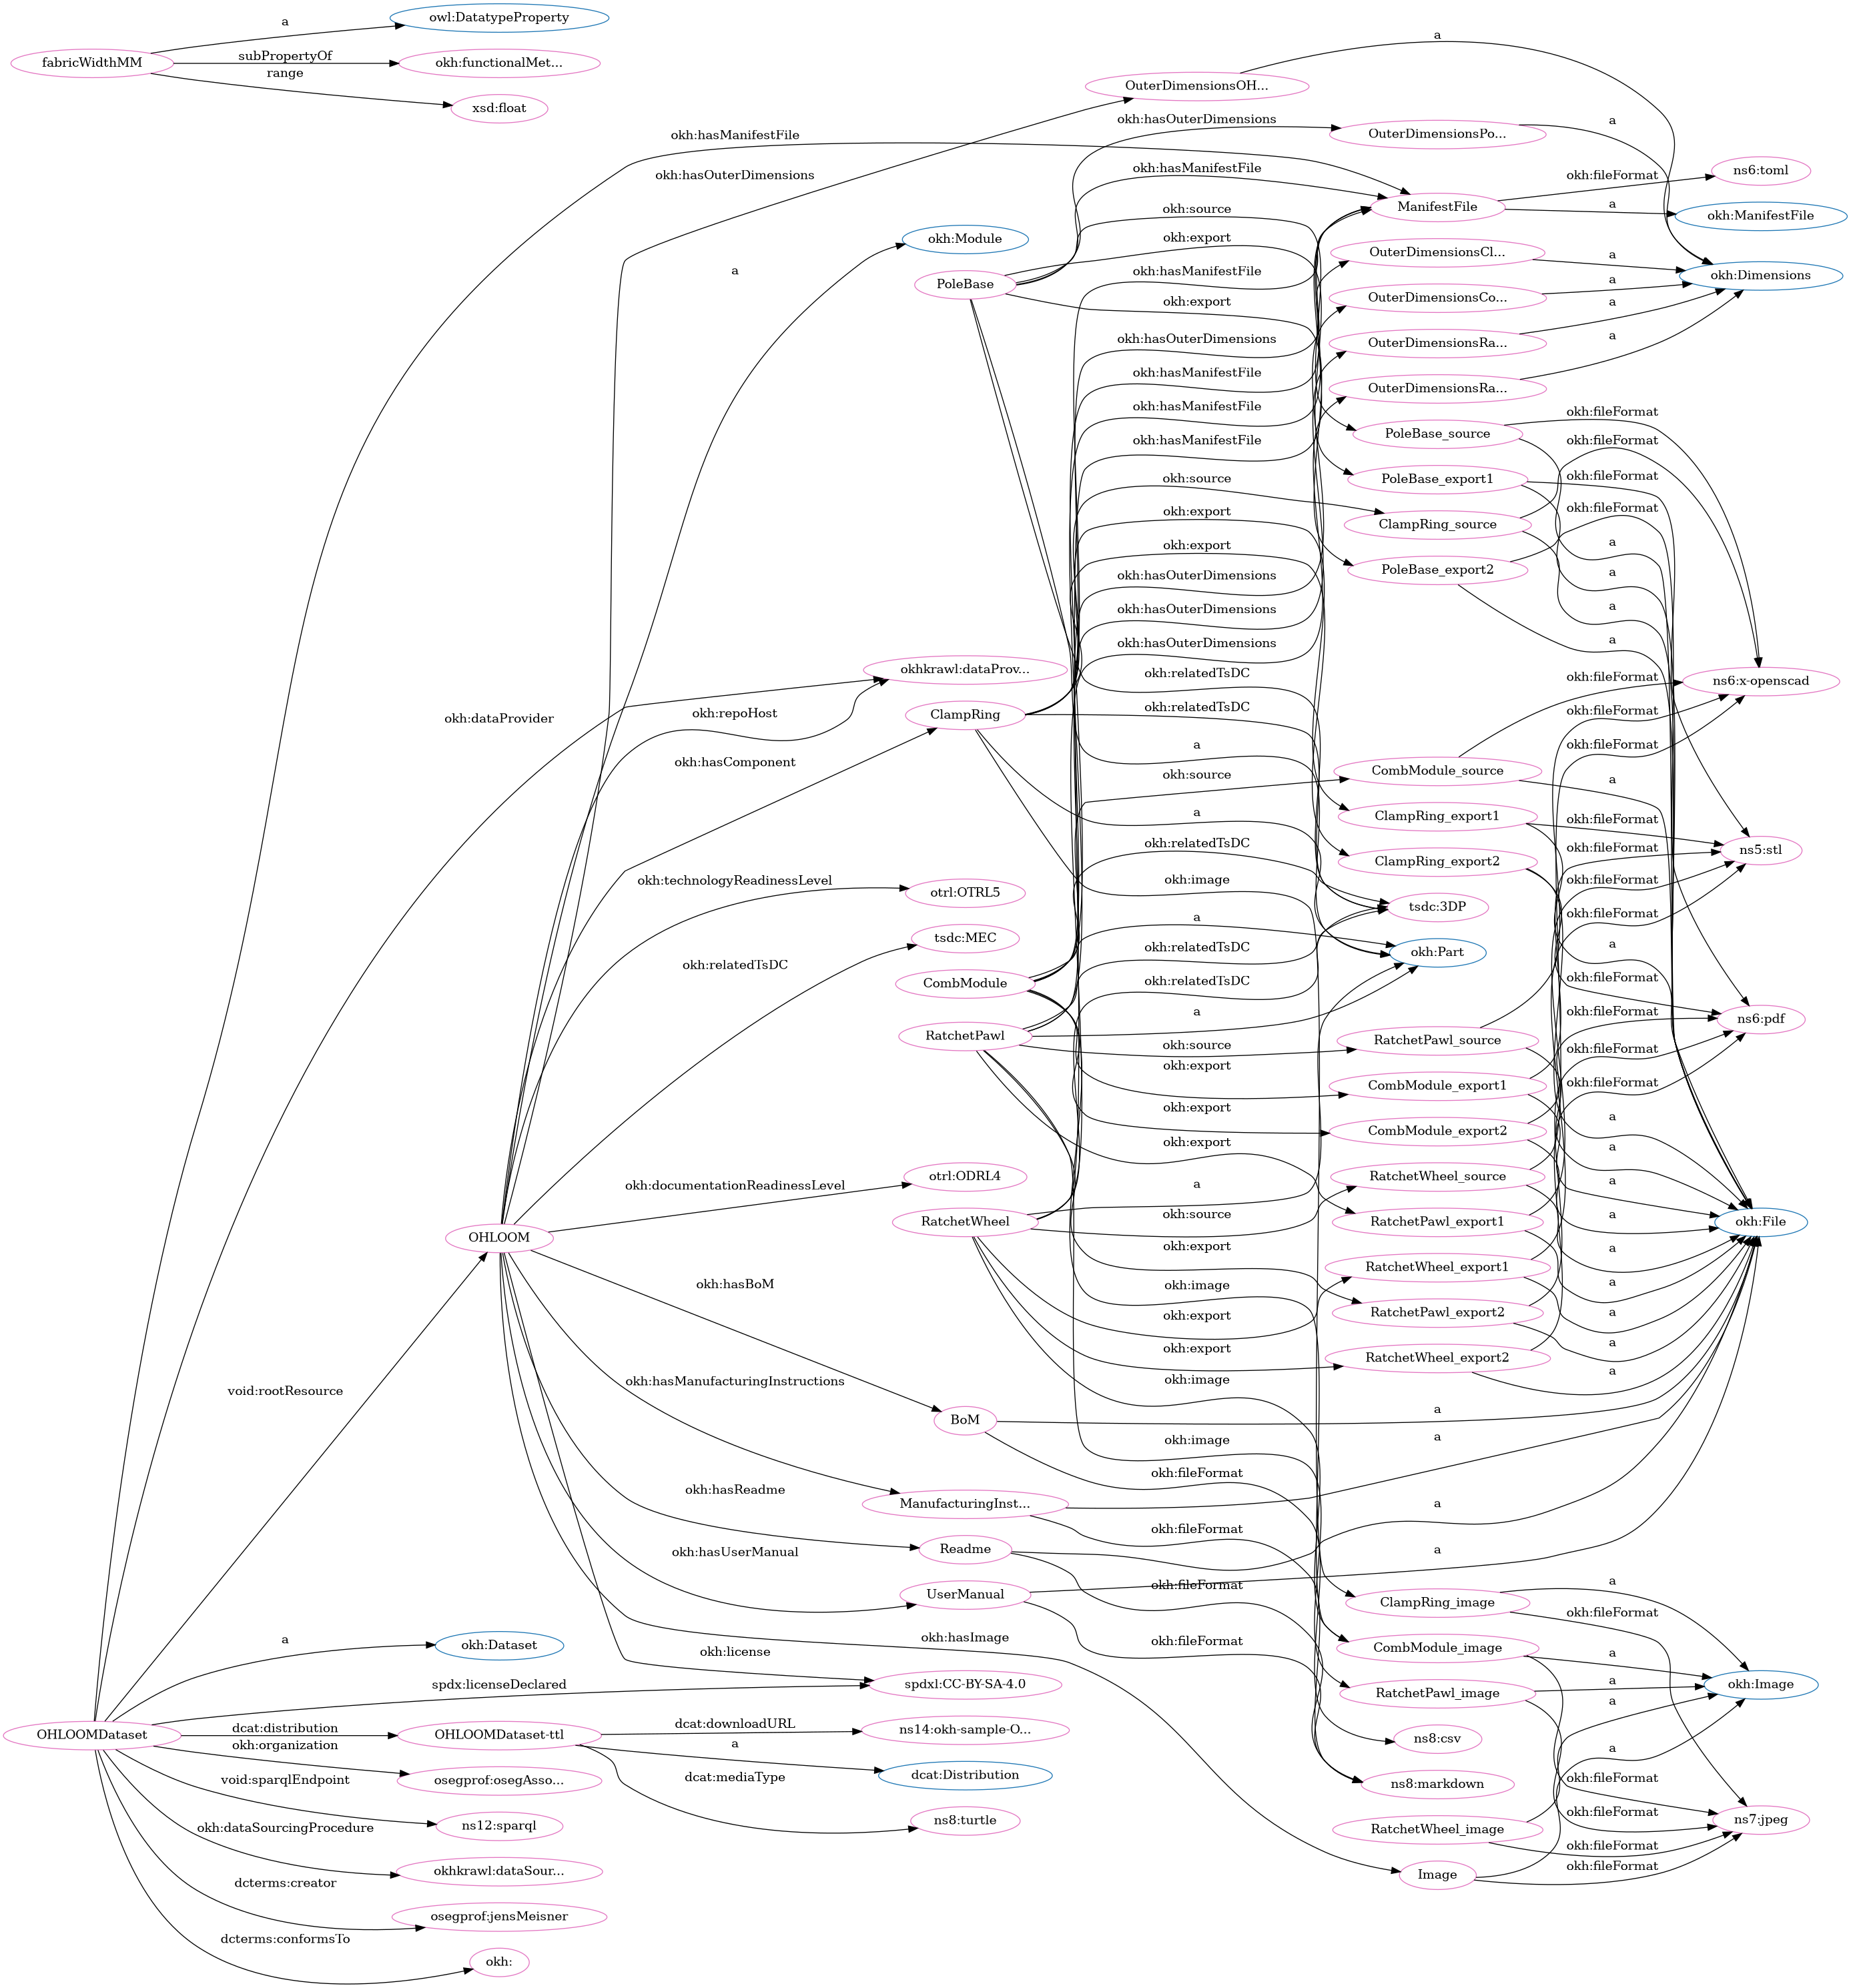 fabricWidthMM
a
owl:DatatypeProperty
subPropertyOf
okh:functionalMet...
range
xsd:float
OHLOOMDataset
okh:hasManifestFile
okh:dataProvider
void:rootResource
a
okh:Dataset
spdx:licenseDeclared
dcat:distribution
OHLOOMDataset-ttl
okh:organization
osegprof:osegAsso...
void:sparqlEndpoint
ns12:sparql
okh:dataSourcingProcedure
okhkrawl:dataSour...
dcterms:creator
osegprof:jensMeisner
dcterms:conformsTo
okh:
OHLOOM
okh:hasOuterDimensions
a
okh:repoHost
okh:hasComponent
okh:technologyReadinessLevel
okh:relatedTsDC
okh:documentationReadinessLevel
okh:hasBoM
okh:hasManufacturingInstructions
okh:hasReadme
okh:hasUserManual
okh:hasImage
okh:license
dcat:downloadURL
a
dcat:mediaType
okh:Module
PoleBase
okhkrawl:dataProv...
ClampRing
otrl:OTRL5
tsdc:MEC
CombModule
RatchetPawl
otrl:ODRL4
RatchetWheel
BoM
ManufacturingInst...
Readme
UserManual
spdxl:CC-BY-SA-4.0
ns14:okh-sample-O...
dcat:Distribution
ns8:turtle
OuterDimensionsOH...
okh:hasOuterDimensions
okh:hasManifestFile
okh:source
okh:export
okh:hasManifestFile
okh:export
okh:hasOuterDimensions
okh:hasManifestFile
okh:hasManifestFile
okh:hasManifestFile
okh:source
okh:export
okh:export
okh:hasOuterDimensions
okh:hasOuterDimensions
okh:hasOuterDimensions
okh:relatedTsDC
okh:relatedTsDC
a
okh:source
a
okh:relatedTsDC
okh:image
a
okh:relatedTsDC
okh:relatedTsDC
a
okh:source
okh:export
okh:export
okh:export
a
okh:source
okh:export
okh:image
okh:export
okh:export
okh:image
okh:image
okh:fileFormat
okh:fileFormat
okh:fileFormat
okh:fileFormat
a
OuterDimensionsPo...
ManifestFile
OuterDimensionsCl...
OuterDimensionsCo...
OuterDimensionsRa...
OuterDimensionsRa...
PoleBase_source
PoleBase_export1
ClampRing_source
PoleBase_export2
CombModule_source
ClampRing_export1
ClampRing_export2
tsdc:3DP
okh:Part
RatchetPawl_source
CombModule_export1
CombModule_export2
RatchetWheel_source
RatchetPawl_export1
RatchetWheel_export1
RatchetPawl_export2
RatchetWheel_export2
a
a
a
a
ClampRing_image
CombModule_image
RatchetPawl_image
ns8:csv
ns8:markdown
RatchetWheel_image
Image
a
okh:fileFormat
a
a
a
a
a
okh:fileFormat
okh:fileFormat
okh:fileFormat
okh:fileFormat
a
a
a
a
okh:fileFormat
okh:fileFormat
okh:fileFormat
a
okh:fileFormat
okh:fileFormat
okh:fileFormat
okh:fileFormat
a
okh:fileFormat
okh:fileFormat
okh:fileFormat
okh:fileFormat
a
a
a
a
a
a
a
a
a
okh:fileFormat
a
a
a
a
okh:fileFormat
okh:fileFormat
okh:fileFormat
okh:fileFormat
ns6:toml
okh:ManifestFile
okh:Dimensions
ns6:x-openscad
ns5:stl
ns6:pdf
okh:File
okh:Image
ns7:jpeg